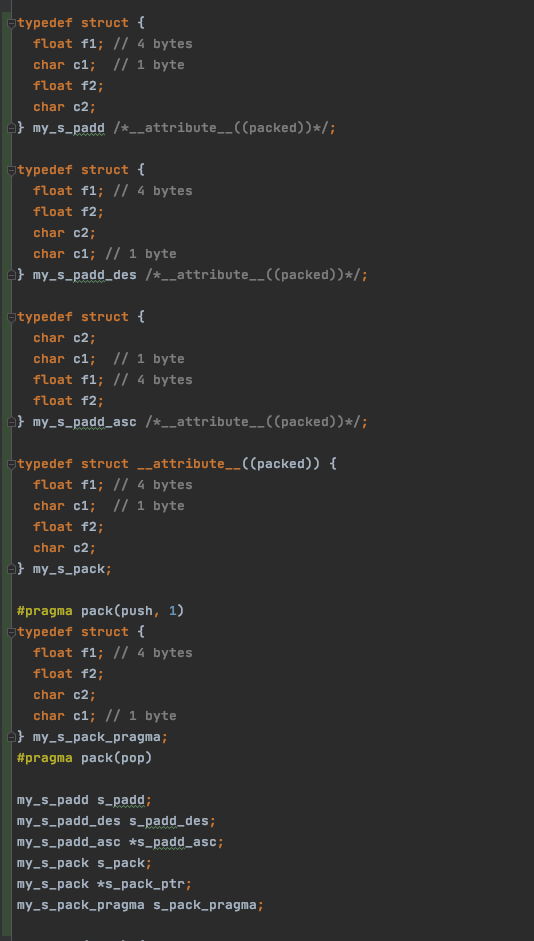 typedef struct {
float f1; // 4 bytes
char c1;  // 1 byte
float f2;
char c2;
} my_s_padd /*__attribute__((packed))*/;
typedef struct {
float f1; // 4 bytes
float f2;
char c2;
char c1; // 1 byte
} my_s_padd_des /*__attribute__((packed))*/;
typedef struct {
char c2;
char c1;  // 1 byte
float f1; // 4 bytes
float f2;
} my_s_padd_asc /*__attribute__((packed))*/;
typedef struct __attribute__((packed)) {
float f1; // 4 bytes
char c1;  // 1 byte
float f2;
char c2;
} my_s_pack;
#pragma pack(push, 1)
typedef struct {
float f1; // 4 bytes
float f2;
char c2;
char c1; // 1 byte
} my_s_pack_pragma;
#pragma pack(pop)
my_s_padd s_padd;
my_s_padd_des s_padd_des;
my_s_padd_asc *s_padd_asc;
my_s_pack s_pack;
my_s_pack *s_pack_ptr;
my_s_pack_pragma s_pack_pragma;